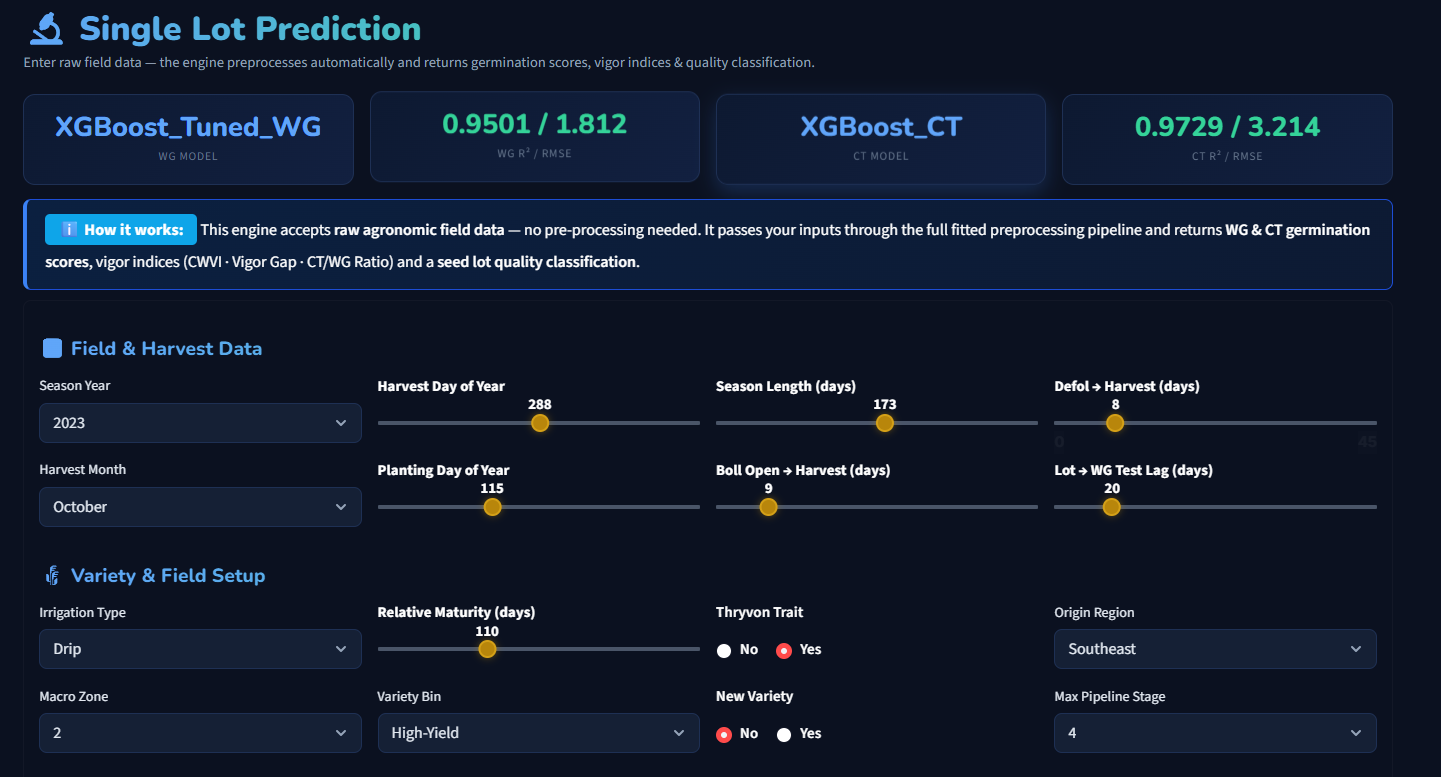 Single Lot Prediction
Enter raw field data — the engine preprocesses automatically and returns germination scores, vigor indices & quality classification.
XGBoost_Tuned_WG
WG MODEL
0.9501 / 1.812
WG R² / RMSE
XGBoost_CT
CT MODEL
0.9729 / 3.214
CT R² / RMSE
How it works: This engine accepts raw agronomic field data — no pre-processing needed. It passes your inputs through the full fitted preprocessing pipeline and returns WG & CT germination
scores, vigor indices (CWVI · Vigor Gap · CT/WG Ratio) and a seed lot quality classification.
Field & Harvest Data
Season Year
2023
Harvest Day of Year
288
Season Length (days)
173
Defol → Harvest (days)
8
0 45
Harvest Month
October
Planting Day of Year
115
Boll Open → Harvest (days)
9
Lot → WG Test Lag (days)
20
Variety & Field Setup
Irrigation Type
Drip
Relative Maturity (days)
110
Thryvon Trait
No Yes
Origin Region
Southeast
Macro Zone
2
Variety Bin
High-Yield
New Variety
No Yes
Max Pipeline Stage
4